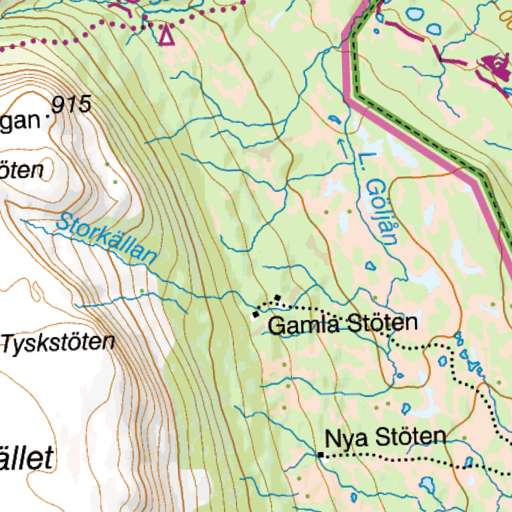 915
gan
öten
Storkällan
L. Göljån
Gamla Stöten
Tyskstöten
Nya Stöten
ället